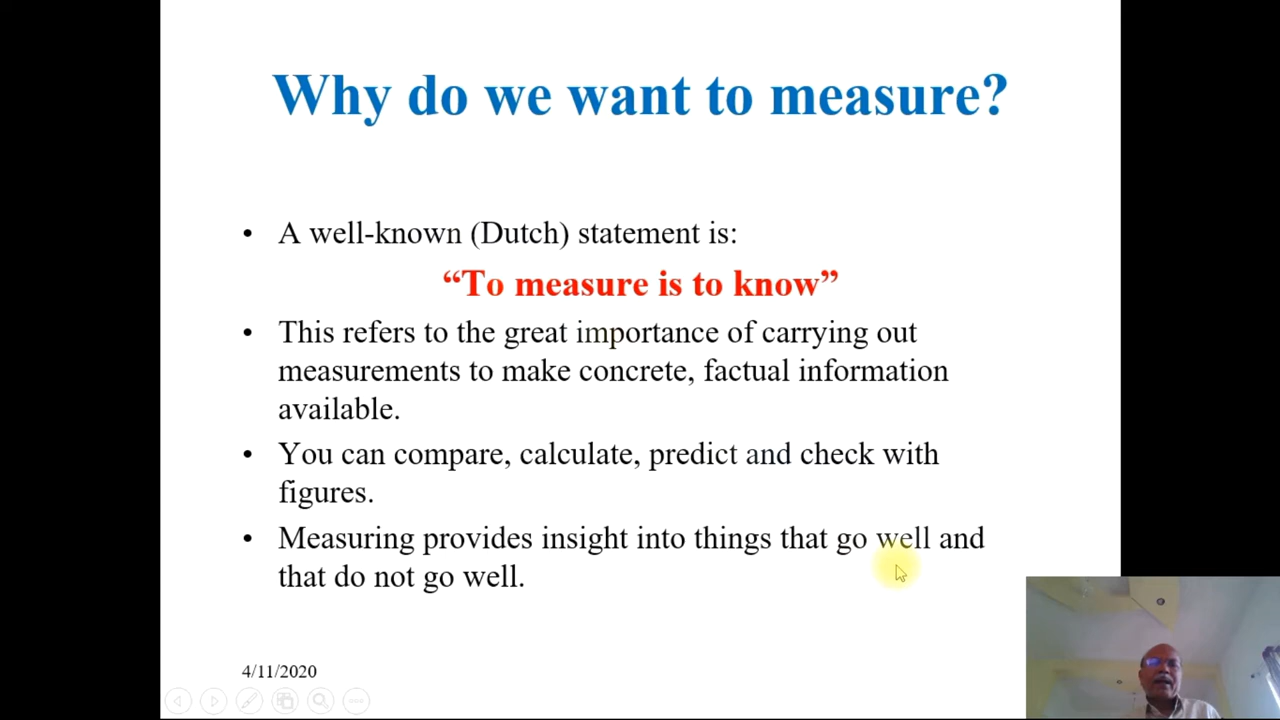 Why do we want to measure?
• A well-known (Dutch) statement is:
“To measure is to know”
• This refers to the great importance of carrying out
measurements to make concrete, factual information
available.
• You can compare, calculate, predict and check with
figures.
• Measuring provides insight into things that go well and
that do not go well.
4/11/2020